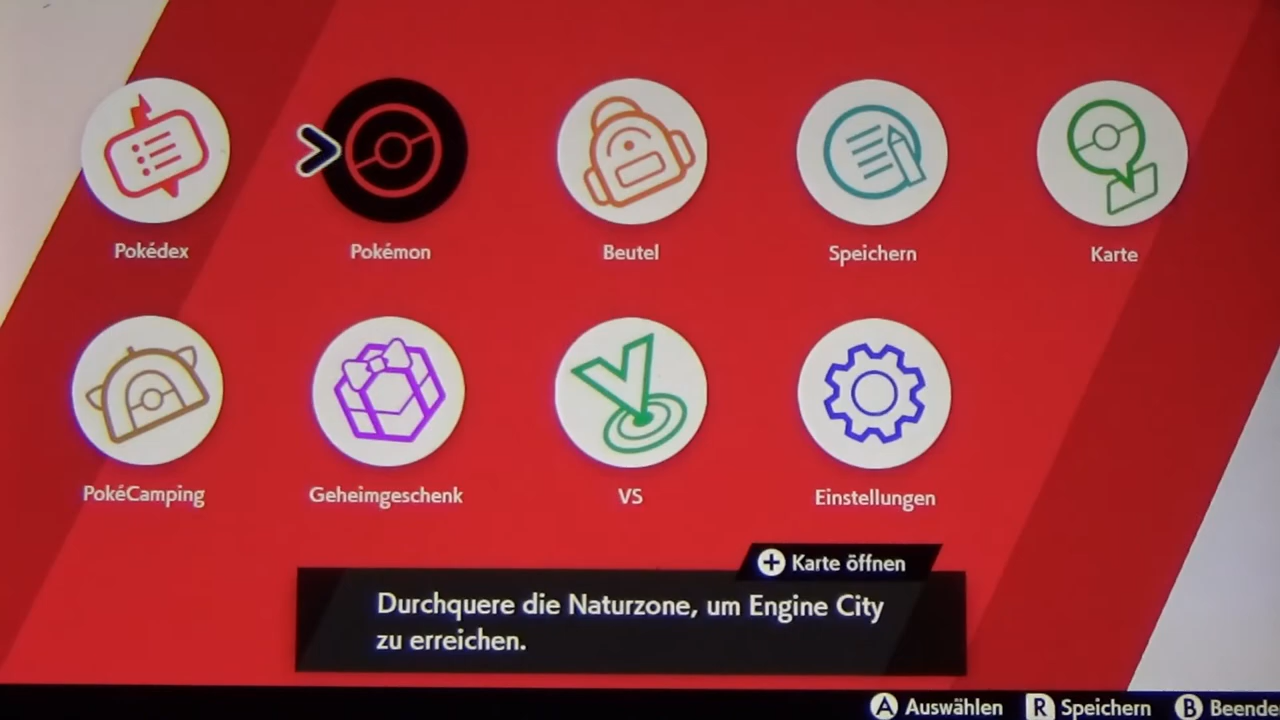 Pokédex
Pokémon
Beutel
Speichern
Karte
PokéCamping
Geheimgeschenk
VS
Einstellungen
+ Karte öffnen
Durchquere die Naturzone, um Engine City
zu erreichen.
A Auswählen R Speichern B Beende